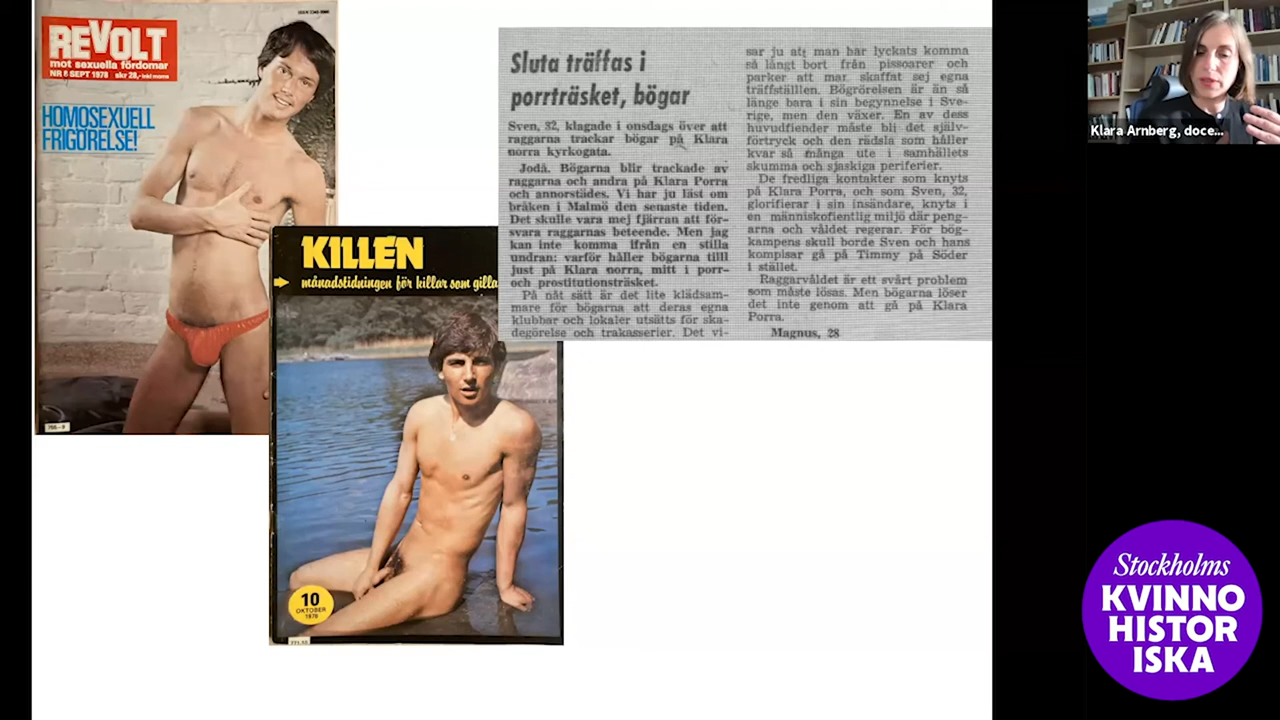 ISSN 0345-9993
REVOLT
mot sexuella fördomar
NR 6 SEPT 1978 skr 28,- inkl moms
HOMOSEXUELL
FRIGÖRELSE!
KILLEN
månadstidningen för killar som gilla
10
OKTOBER
Sluta träffas i
porrträsket, bögar
Sven, 32, klagade i onsdags över att
raggarna trackar bögar på Klara
norra kyrkogata.
Jodå. Bögarna blir trackade av
raggarna och andra på Klara Porra
och annorstädes. Vi har ju läst om
bråken i Malmö den senaste tiden.
Det skulle vara mej fjärran att för-
svara raggarnas beteende. Men jag
kan inte komma ifrån en stilla
undran: varför håller bögarna tilll
just på Klara norra, mitt i porr-
och prostitutionsträsket.
På nåt sätt är det lite klädsam-
mare för bögarna att deras egna
klubbar och lokaler utsätts för ska-
degörelse och trakasserier. Det vi-
sar ju att man har lyckats komma
så långt bort från pissoarer och
parker att man skaffat sej egna
träffställlen. Bögrörelsen är än så
länge bara i sin begynnelse i Sve-
rige, men den växer. En av dess
huvudfiender måste bli det själv-
förtryck och den rädsla som håller
kvar så många ute i samhällets
skumma och sjaskiga periferier.
De fredliga kontakter som knyts
på Klara Porra, och som Sven, 32,
glorifierar i sin insändare, knyts i
en människofientlig miljö där peng-
arna och våldet regerar. För bög-
kampens skull borde Sven och hans
kompisar gå på Timmy på Söder
i stället.
Raggarvåldet är ett svårt problem
som måste lösas. Men bögarna löser
det inte genom att gå på Klara
Porra.
Magnus, 28
Klara Arnberg, doce...
Stockholms
KVINNO
HISTOR
ISKA